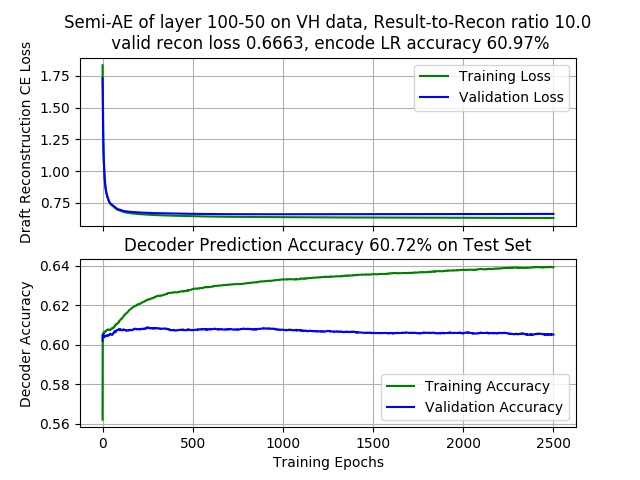 Semi-AE of layer 100-50 on VH data, Result-to-Recon ratio 10.0
valid recon loss 0.6663, encode LR accuracy 60.97%
Draft Reconstruction CE Loss
1.75
1.50
1.25
1.00
0.75
Training Loss
Validation Loss
Decoder Prediction Accuracy 60.72% on Test Set
Decoder Accuracy
0.64
0.62
0.60
0.58
0.56
Training Accuracy
Validation Accuracy
0 500 1000 1500 2000 2500
Training Epochs